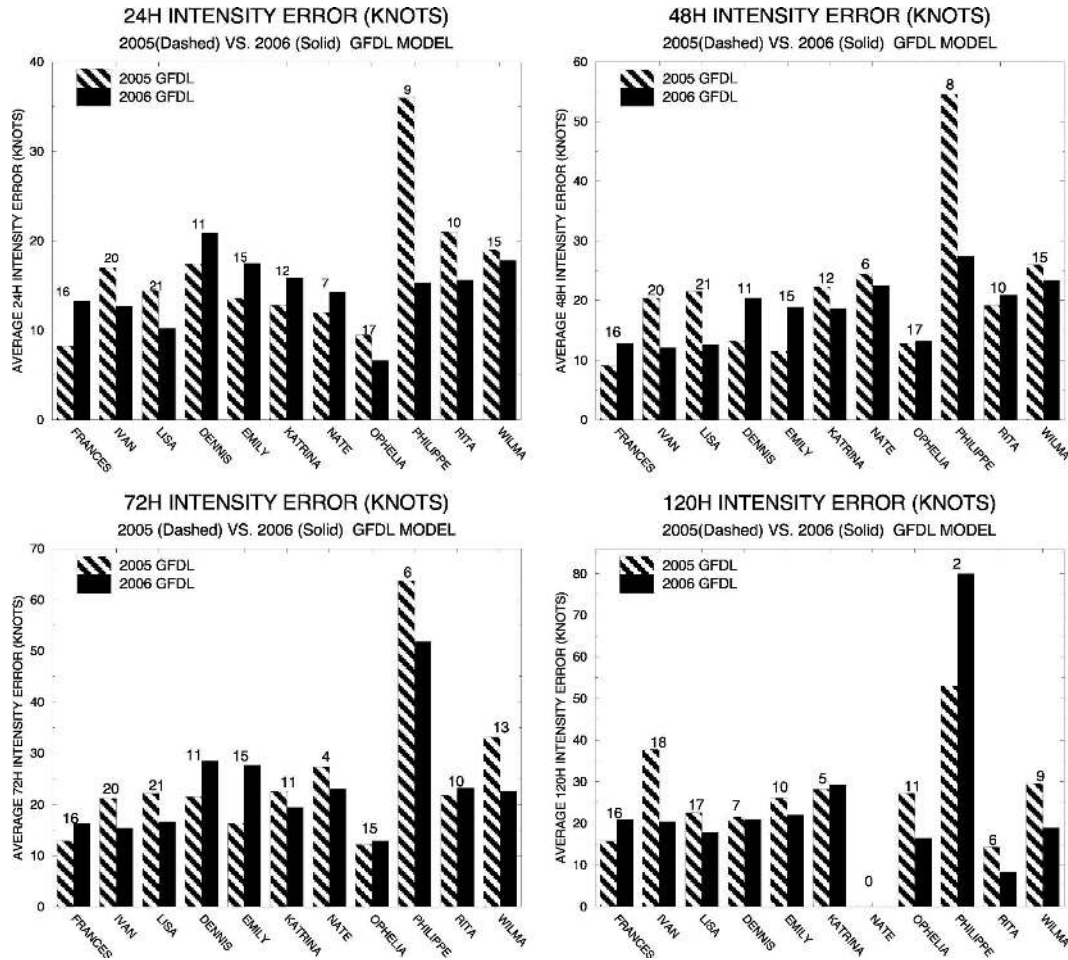 24H INTENSITY ERROR (KNOTS)
2005(Dashed) VS. 2006 (Solid) GFDL MODEL
AVERAGE 24H INTENSITY ERROR (KNOTS)
40
30
20
10
0
2005 GFDL
2006 GFDL
16
20
21
11
15
12
7
17
9
10
15
FRANCES
IVAN
LISA
DENNIS
EMILY
KATRINA
NATE
OPHELIA
PHILIPPE
RITA
WILMA
48H INTENSITY ERROR (KNOTS)
2005(Dashed) VS. 2006 (Solid) GFDL MODEL
AVERAGE 48H INTENSITY ERROR (KNOTS)
60
50
40
30
20
10
0
2005 GFDL
2006 GFDL
16
20
21
11
15
12
6
17
8
10
15
FRANCES
IVAN
LISA
DENNIS
EMILY
KATRINA
NATE
OPHELIA
PHILIPPE
RITA
WILMA
72H INTENSITY ERROR (KNOTS)
2005 (Dashed) VS. 2006 (Solid) GFDL MODEL
AVERAGE 72H INTENSITY ERROR (KNOTS)
70
60
50
40
30
20
10
0
2005 GFDL
2006 GFDL
16
20
21
11
15
11
4
15
6
10
13
FRANCES
IVAN
LISA
DENNIS
EMILY
KATRINA
NATE
OPHELIA
PHILIPPE
RITA
WILMA
120H INTENSITY ERROR (KNOTS)
2005(Dashed) VS. 2006 (Solid) GFDL MODEL
AVERAGE 120H INTENSITY ERROR (KNOTS)
80
70
60
50
40
30
20
10
0
2005 GFDL
2006 GFDL
16
18
17
7
10
5
0
11
2
6
9
FRANCES
IVAN
LISA
DENNIS
EMILY
KATRINA
NATE
OPHELIA
PHILIPPE
RITA
WILMA